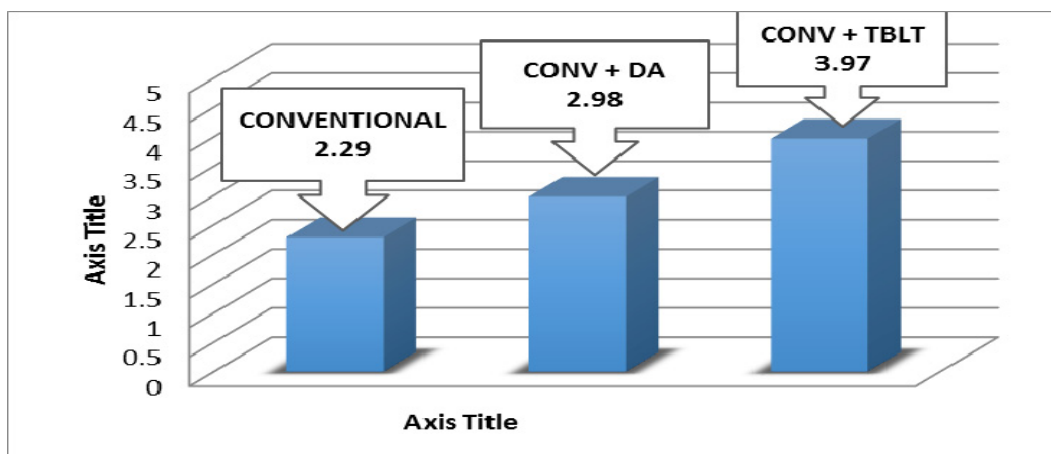 CONV + TBLT
3.97
CONV + DA
2.98
CONVENTIONAL
2.29
5
4.5
4
3.5
3
2.5
2
1.5
1
0.5
0
Axis Title
Axis Title